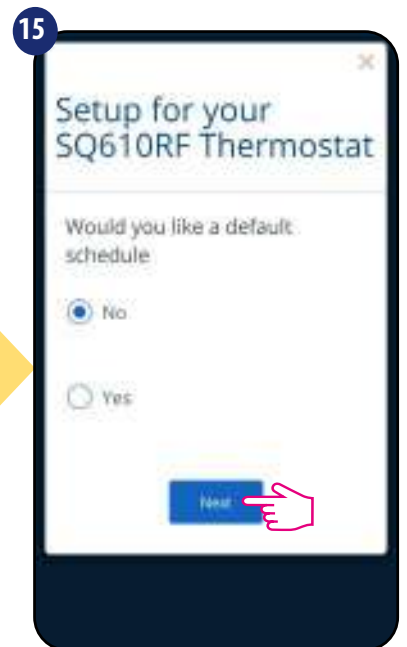 15
×
Setup for your
SQ610RF Thermostat
Would you like a default
schedule
No
Yes
Next